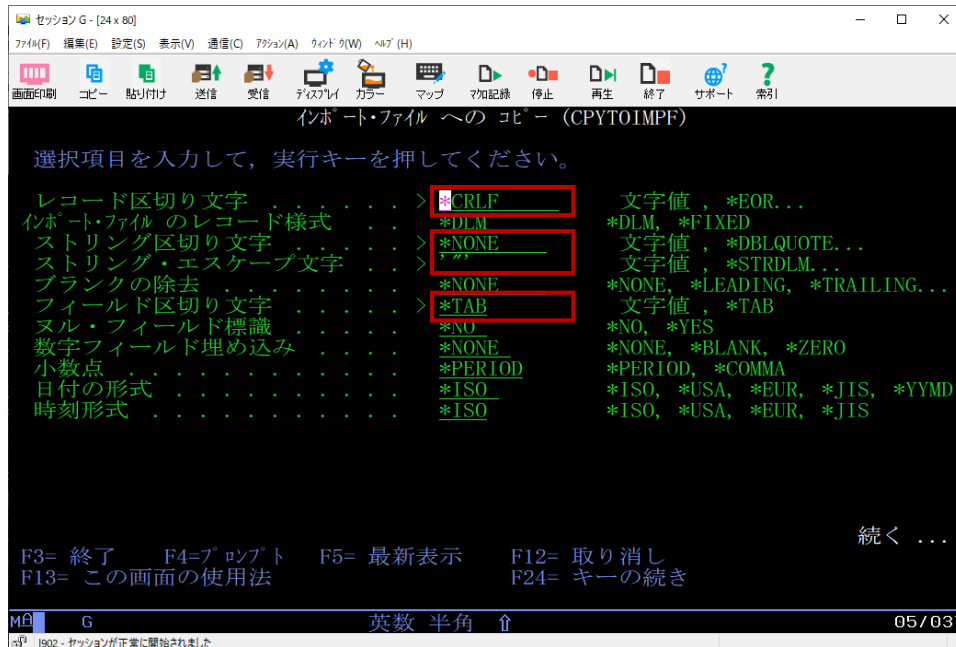 セッション G - [24 x 80]
ファイル(F) 編集(E) 設定(S) 表示(V) 通信(C) アクション(A) ウィンドウ(W) ヘルプ(H)
画面印刷 コピー 貼り付け 送信 受信 ディスプレイ カラー マップ マクロ記録 停止 再生 終了 サポート 索引
インポート・ファイル への コピー (CPYTOIMPF)
選択項目を入力して, 実行キーを押してください。
レコード区切り文字 . . . . . . . > *CRLF 文字値 , *EOR...
インポート・ファイル のレコード様式 . . *DLM *DLM, *FIXED
ストリング区切り文字 . . . . . > *NONE 文字値 , *DBLQUOTE...
ストリング・エスケープ文字 . . > '"' 文字値 , *STRDLM...
ブランクの除去 . . . . . . . . *NONE *NONE, *LEADING, *TRAILING...
フィールド区切り文字 . . . . . > *TAB 文字値 , *TAB
ヌル・フィールド標識 . . . . . *NO *NO, *YES
数字フィールド埋め込み . . . . *NONE *NONE, *BLANK, *ZERO
小数点 . . . . . . . . . . . . *PERIOD *PERIOD, *COMMA
日付の形式 . . . . . . . . . . *ISO *ISO, *USA, *EUR, *JIS, *YYMD
時刻形式 . . . . . . . . . . . *ISO *ISO, *USA, *EUR, *JIS
続く ...
F3= 終了 F4=プロンプト F5= 最新表示 F12= 取り消し
F13= この画面の使用法 F24= キーの続き
MA G 英数 半角 ⇧ 05/037
I902 - セッションが正常に開始されました